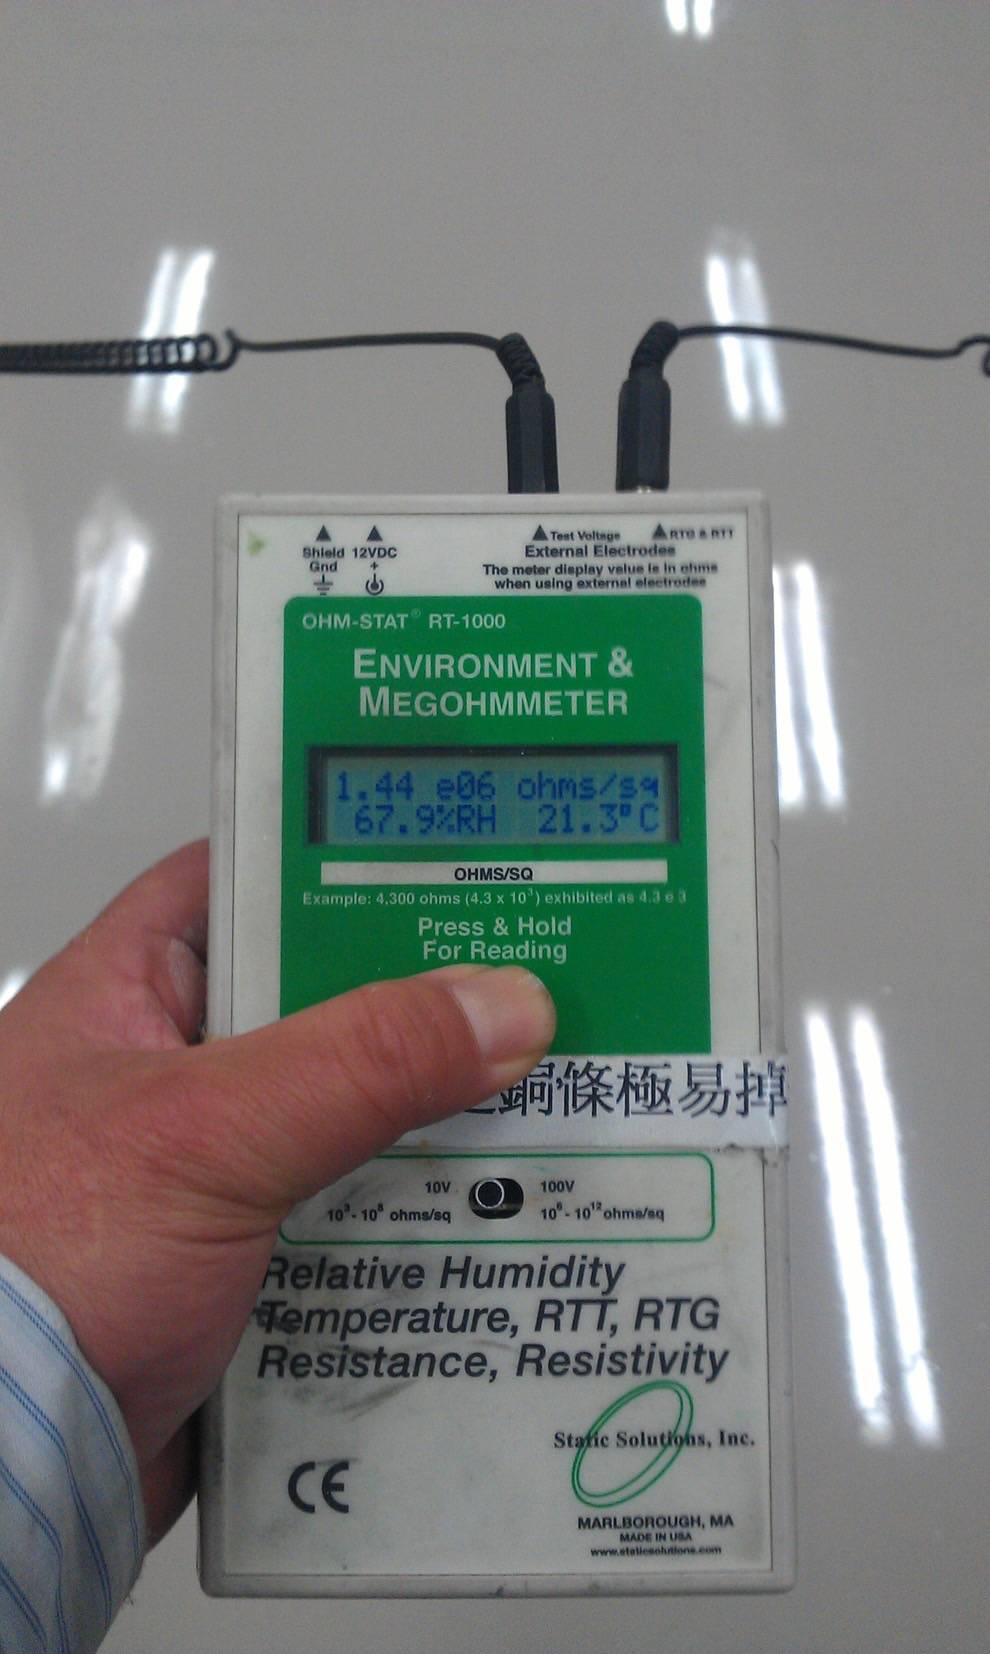 Shield 12VDC
Gnd +
Test Voltage RTG & RTT
External Electrodes
The meter display value is in ohms
when using external electrodes
OHM-STAT® RT-1000
ENVIRONMENT &
MEGOHMMETER
1.44 e06 ohms/sq
67.9%RH 21.3°C
OHMS/SQ
Example: 4,300 ohms (4.3 x 10³) exhibited as 4.3 e 3
Press & Hold
For Reading
銅條極易掉
10V 100V
10³- 10⁸ ohms/sq 10⁶- 10¹² ohms/sq
Relative Humidity
Temperature, RTT, RTG
Resistance, Resistivity
Static Solutions, Inc.
CE
MARLBOROUGH, MA
MADE IN USA
www.staticsolutions.com